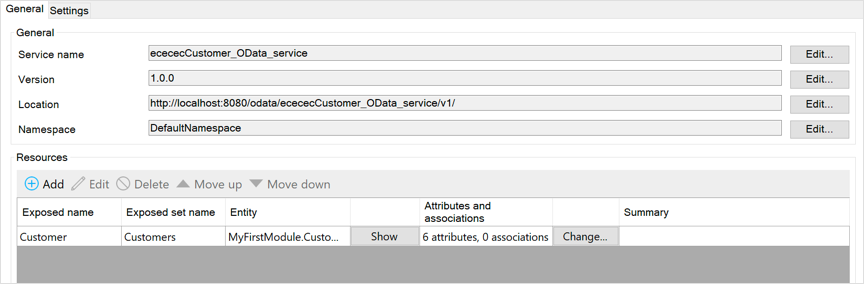 General Settings
General
Service name ecececCustomer_OData_service Edit...
Version 1.0.0 Edit...
Location http://localhost:8080/odata/ecececCustomer_OData_service/v1/ Edit...
Namespace DefaultNamespace Edit...
Resources
Add Edit Delete Move up Move down
Exposed name Exposed set name Entity Attributes and associations Summary
Customer Customers MyFirstModule.Custo... Show 6 attributes, 0 associations Change...